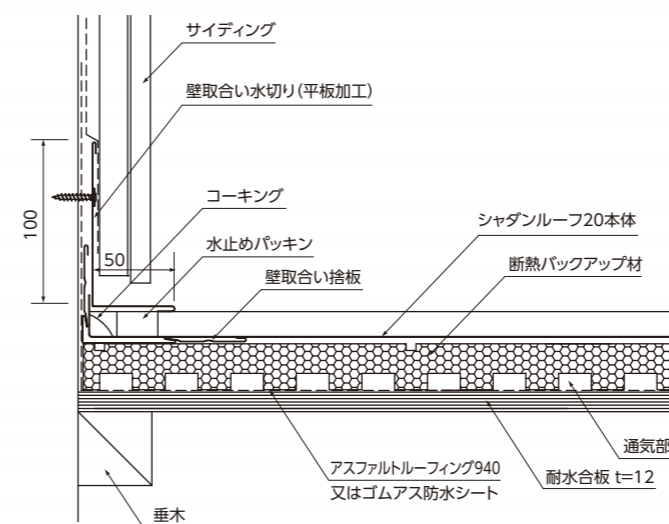 サイディング
壁取合い水切り(平板加工)
コーキング
100
水止めパッキン
シャダンルーフ20本体
50
壁取合い捨板
断熱バックアップ材
通気部
アスファルトルーフィング940
又はゴムアス防水シート
耐水合板 t=12
垂木